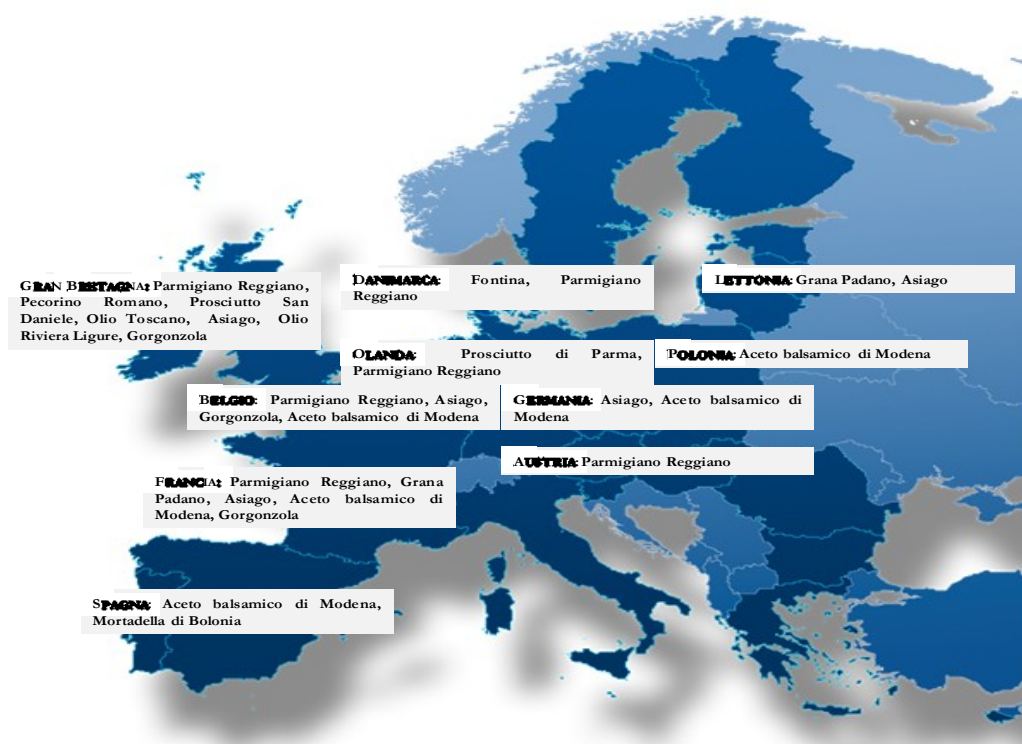 GRAN BRETAGNA: Parmigiano Reggiano,
Pecorino Romano, Prosciutto San
Daniele, Olio Toscano, Asiago, Olio
Riviera Ligure, Gorgonzola
DANIMARCA: Fontina, Parmigiano
Reggiano
LETTONIA: Grana Padano, Asiago
OLANDA: Prosciutto di Parma,
Parmigiano Reggiano
POLONIA: Aceto balsamico di Modena
BELGIO: Parmigiano Reggiano, Asiago,
Gorgonzola, Aceto balsamico di Modena
GERMANIA: Asiago, Aceto balsamico di
Modena
AUSTRIA: Parmigiano Reggiano
FRANCIA: Parmigiano Reggiano, Grana
Padano, Asiago, Aceto balsamico di
Modena, Gorgonzola
SPAGNA: Aceto balsamico di Modena,
Mortadella di Bolonia